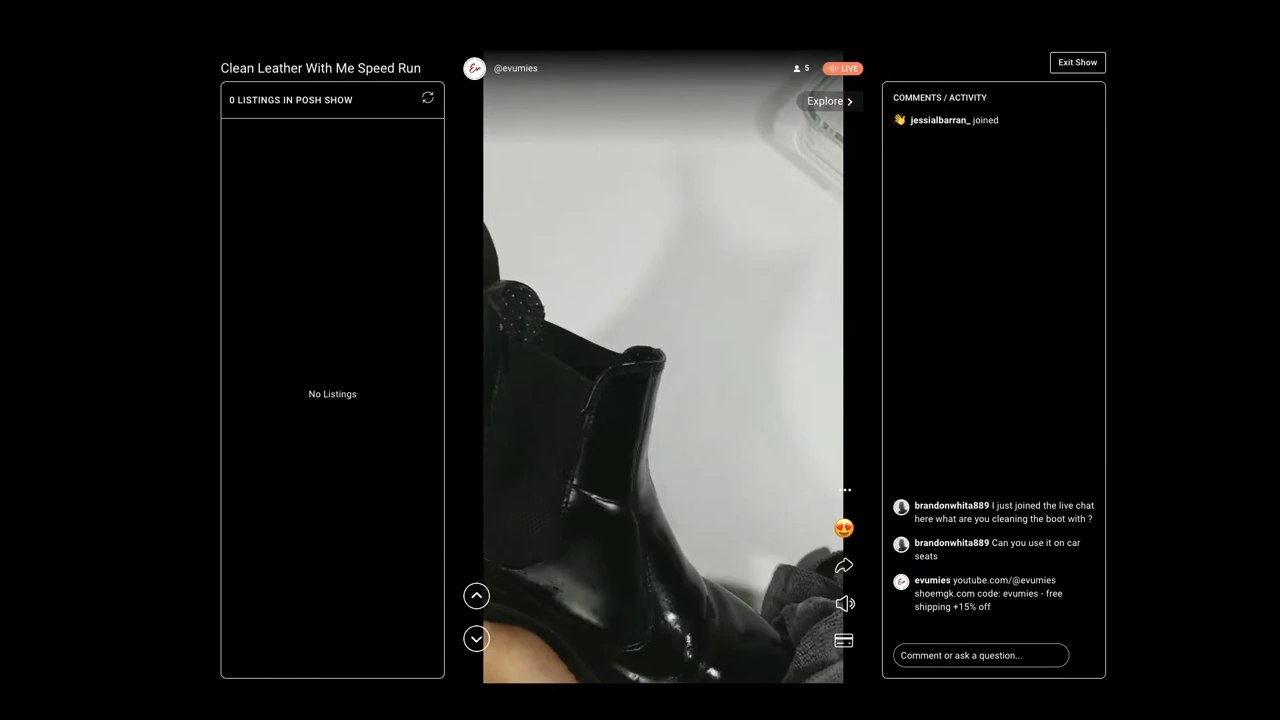 Clean Leather With Me Speed Run
0 LISTINGS IN POSH SHOW
No Listings
Ev
@evumies
5
LIVE
Explore
Exit Show
COMMENTS / ACTIVITY
👋 jessialbarran_ joined
brandonwhita889 I just joined the live chat
here what are you cleaning the boot with ?
brandonwhita889 Can you use it on car
seats
Ev
evumies youtube.com/@evumies
shoemgk.com code: evumies - free
shipping +15% off
Comment or ask a question...